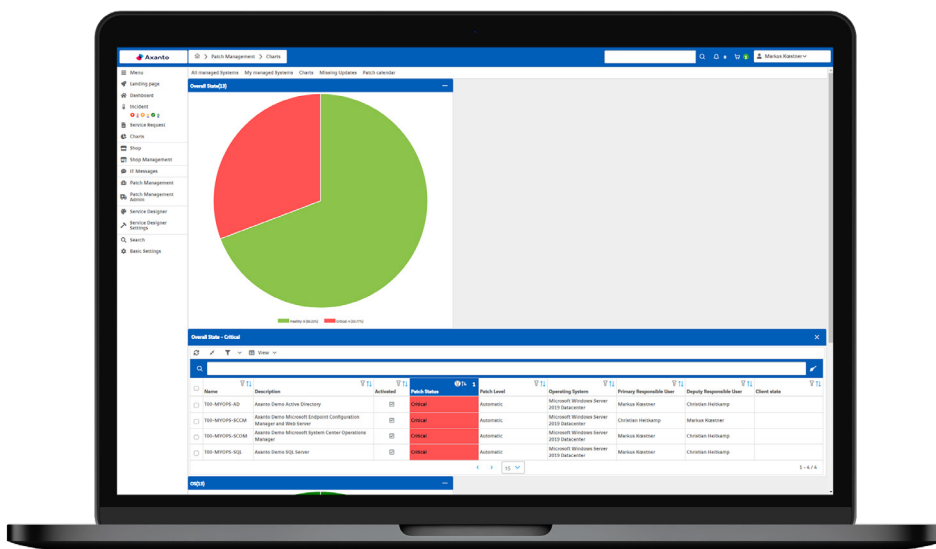 Axanto
Patch Management > Charts
Markus Köstner
Menu
All managed Systems My managed Systems Charts Missing Updates Patch calendar
Landing page
Overall State(13)
Dashboard
Incident
Service Request
Charts
Shop
Shop Management
IT Messages
Patch Management
Patch Management
Admin
Service Designer
Service Designer
Settings
Search
Basic Settings
Overall State - Critical
View
Name Description Activated Patch Status 1 Patch Level Operating System Primary Responsible User Deputy Responsible User Client state
T00-MYOPS-AD Axanto Demo Active Directory Critical Automatic Microsoft Windows Server
2019 Datacenter Markus Köstner Christian Heitkamp
T00-MYOPS-SCCM Axanto Demo Microsoft Endpoint Configuration
Manager and Web Server Critical Automatic Microsoft Windows Server
2019 Datacenter Christian Heitkamp Markus Köstner
T00-MYOPS-SCOM Axanto Demo Microsoft System Center Operations
Manager Critical Automatic Microsoft Windows Server
2019 Datacenter Markus Köstner Christian Heitkamp
T00-MYOPS-SQL Axanto Demo SQL Server Critical Automatic Microsoft Windows Server
2019 Datacenter Markus Köstner Christian Heitkamp
15
1 - 4 / 4
OS(13)